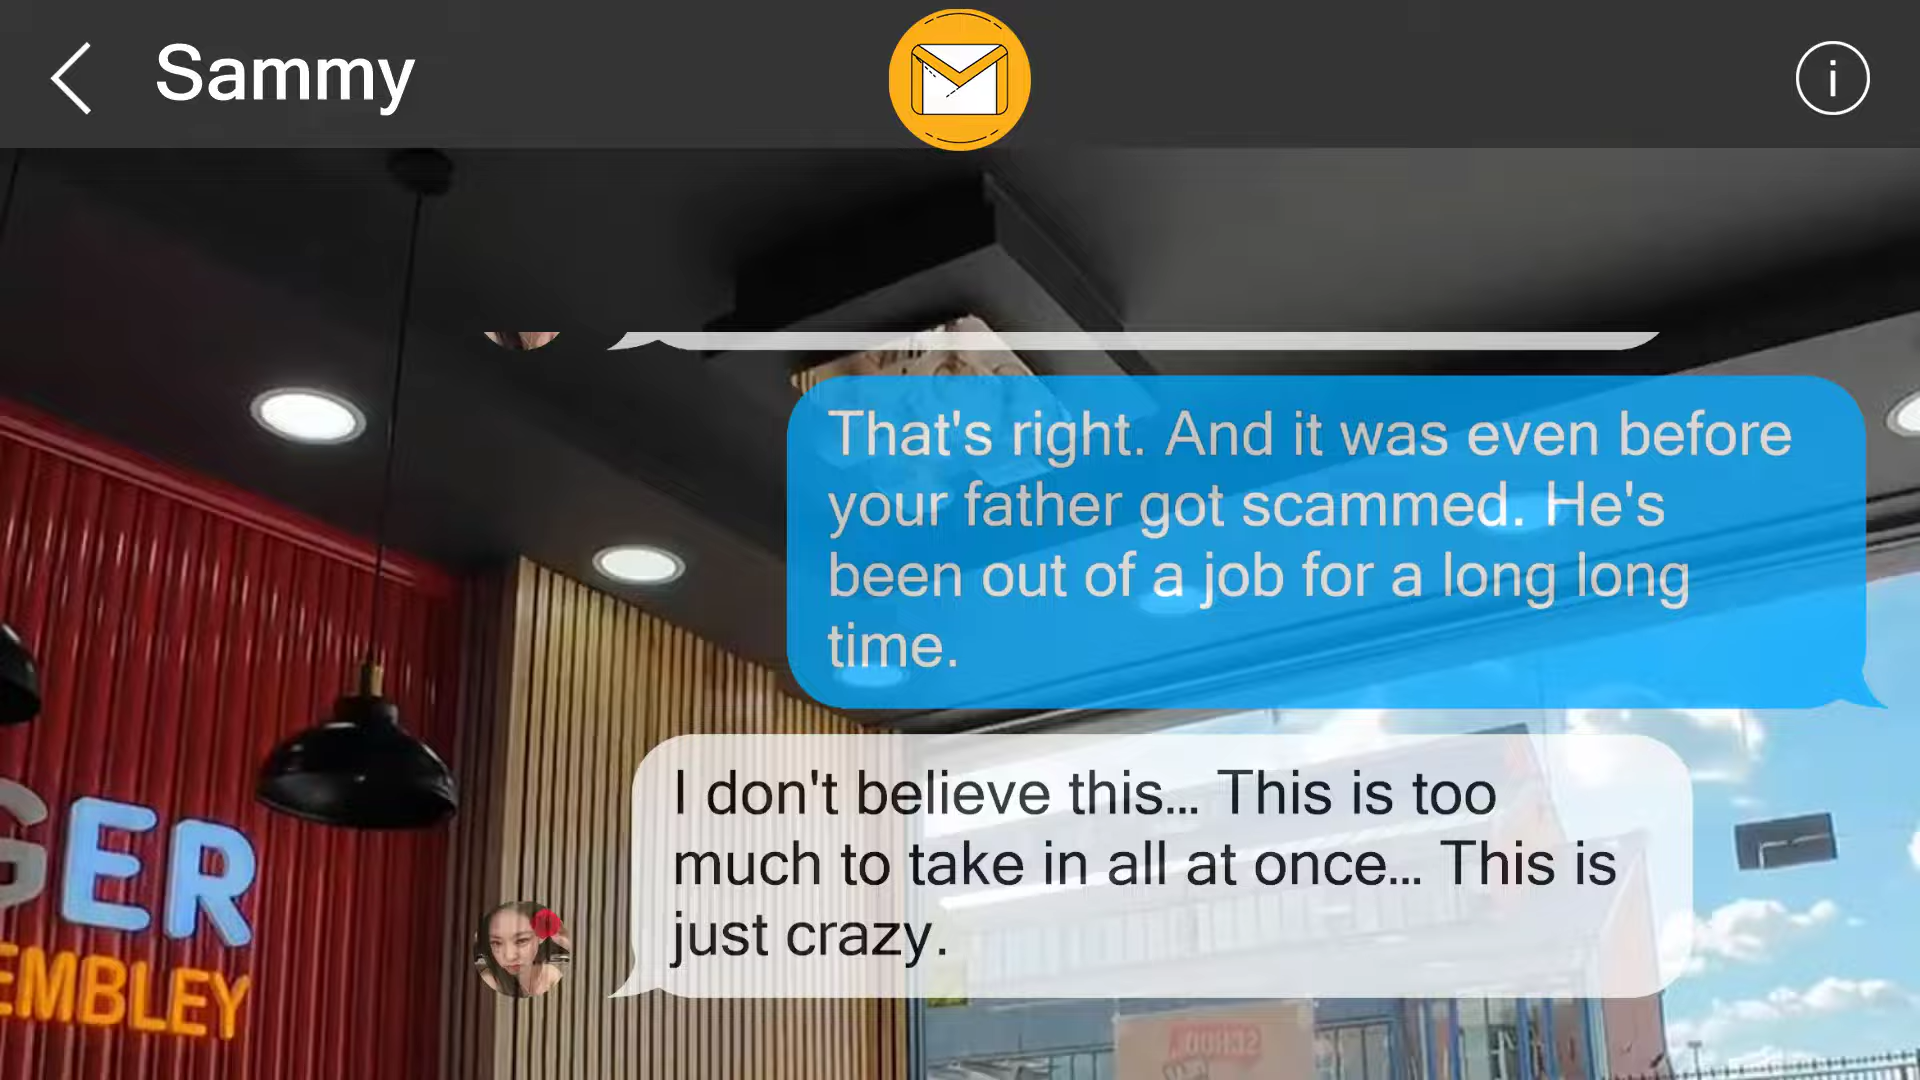 Sammy
That's right. And it was even before
your father got scammed. He's
been out of a job for a long long
time.
I don't believe this... This is too
much to take in all at once... This is
just crazy.
GER
EMBLEY
SCHOOL